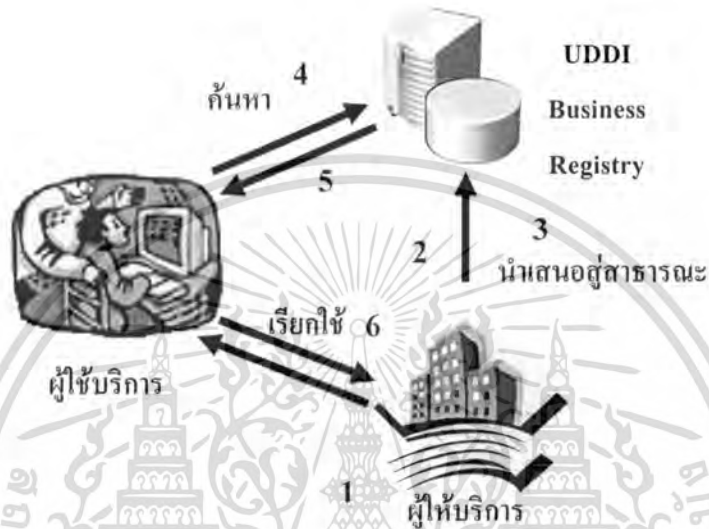 4
UDDI
ค้นหา
Business
Registry
5
3
2
นำเสนอสู่สาธารณะ
เรียกใช้ 6
ผู้ใช้บริการ
1
ผู้ให้บริการ